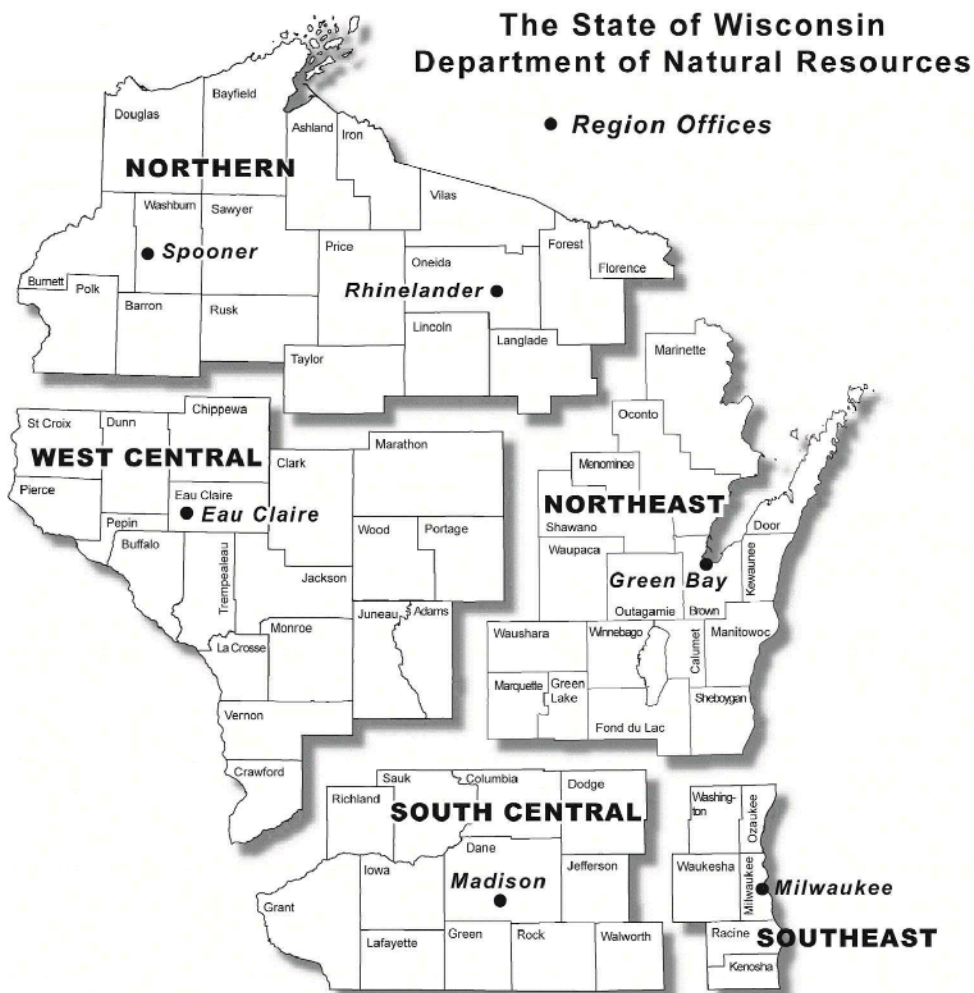 The State of Wisconsin
Department of Natural Resources
Region Offices
Douglas
Bayfield
Ashland
Iron
NORTHERN
Vilas
Washburn
Sawyer
Spooner
Price
Oneida
Forest
Florence
Burnett
Polk
Rhinelander
Barron
Rusk
Lincoln
Langlade
Taylor
Marinette
Chippewa
St Croix
Dunn
Oconto
WEST CENTRAL
Clark
Marathon
Menominee
NORTHEAST
Pierce
Eau Claire
Eau Claire
Pepin
Buffalo
Wood
Portage
Shawano
Door
Waupaca
Trempealeau
Jackson
Green Bay
Kewaunee
Juneau
Adams
Outagamie
Brown
Monroe
La Crosse
Waushara
Winnebago
Calumet
Manitowoc
Marquette
Green
Lake
Sheboygan
Vernon
Fond du Lac
Crawford
Sauk
Columbia
Dodge
Richland
SOUTH CENTRAL
Washing-
ton
Ozaukee
Dane
Iowa
Jefferson
Waukesha
Madison
Milwaukee
Milwaukee
Grant
Lafayette
Green
Rock
Walworth
Racine
SOUTHEAST
Kenosha